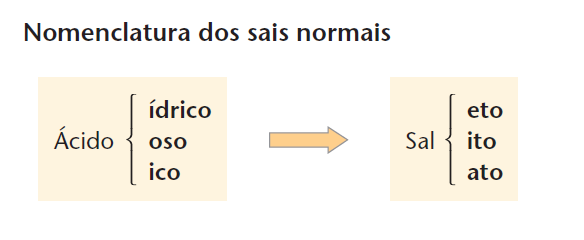 Nomenclatura dos sais normais
ídrico
Ácido oso
ico
eto
Sal ito
ato